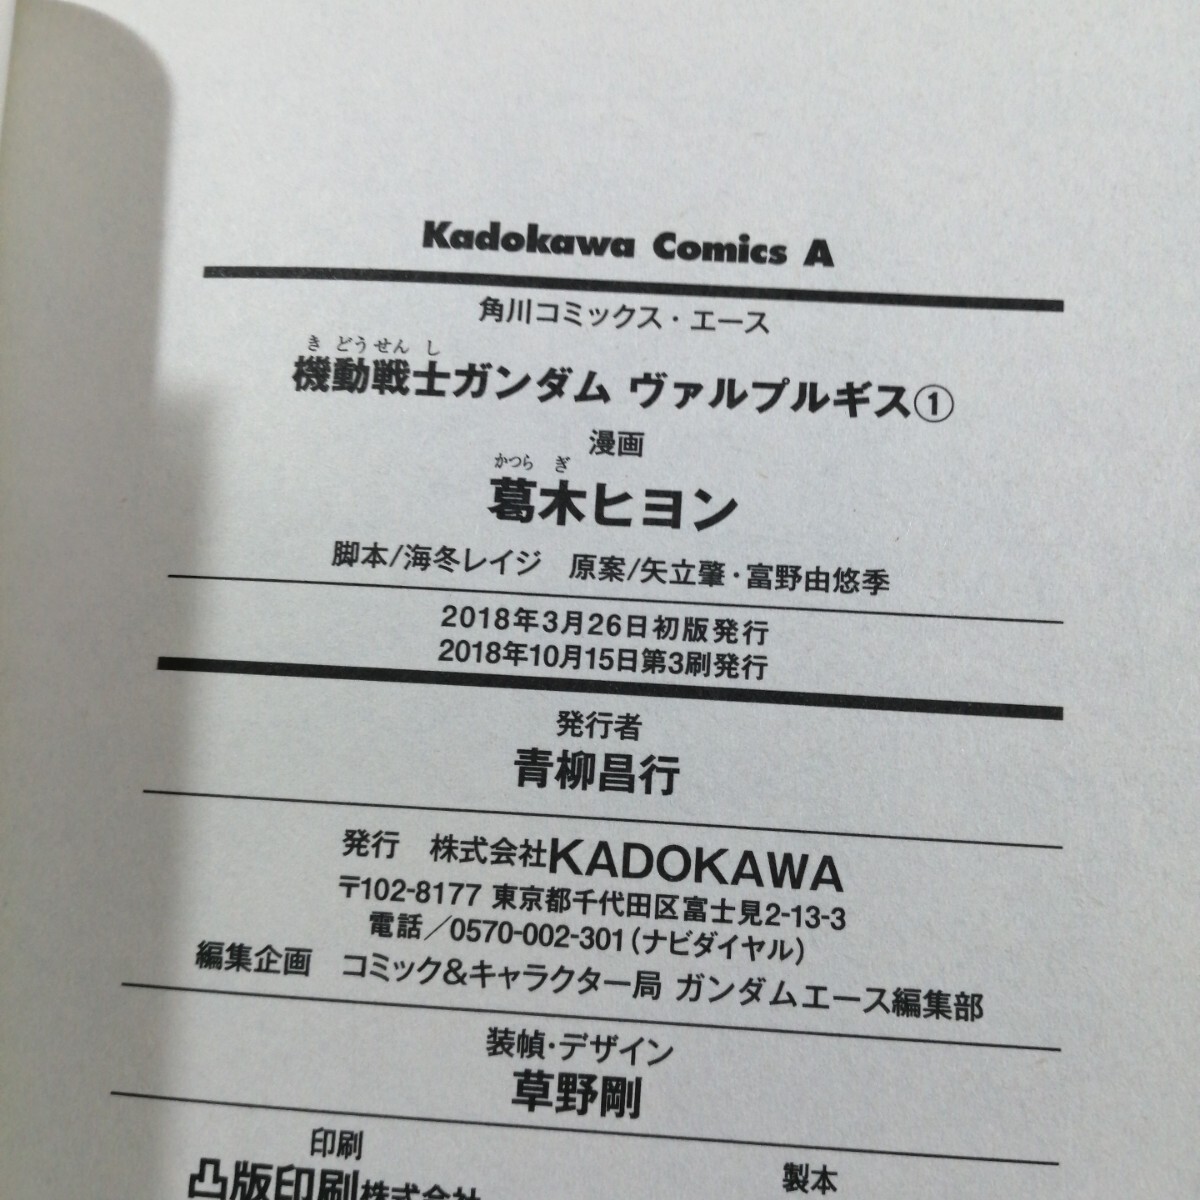 Kadokawa Comics A
角川コミックス・エース
きどうせんし
機動戦士ガンダム ヴァルプルギス①
漫画
かつらぎ
葛木ヒヨン
脚本/海冬レイジ 原案/矢立肇・富野由悠季
2018年3月26日初版発行
2018年10月15日第3刷発行
発行者
青柳昌行
発行 株式会社KADOKAWA
〒102-8177 東京都千代田区富士見2-13-3
電話/0570-002-301(ナビダイヤル)
編集企画 コミック&キャラクター局 ガンダムエース編集部
装幀・デザイン
草野剛
印刷 製本
凸版印刷株式会社